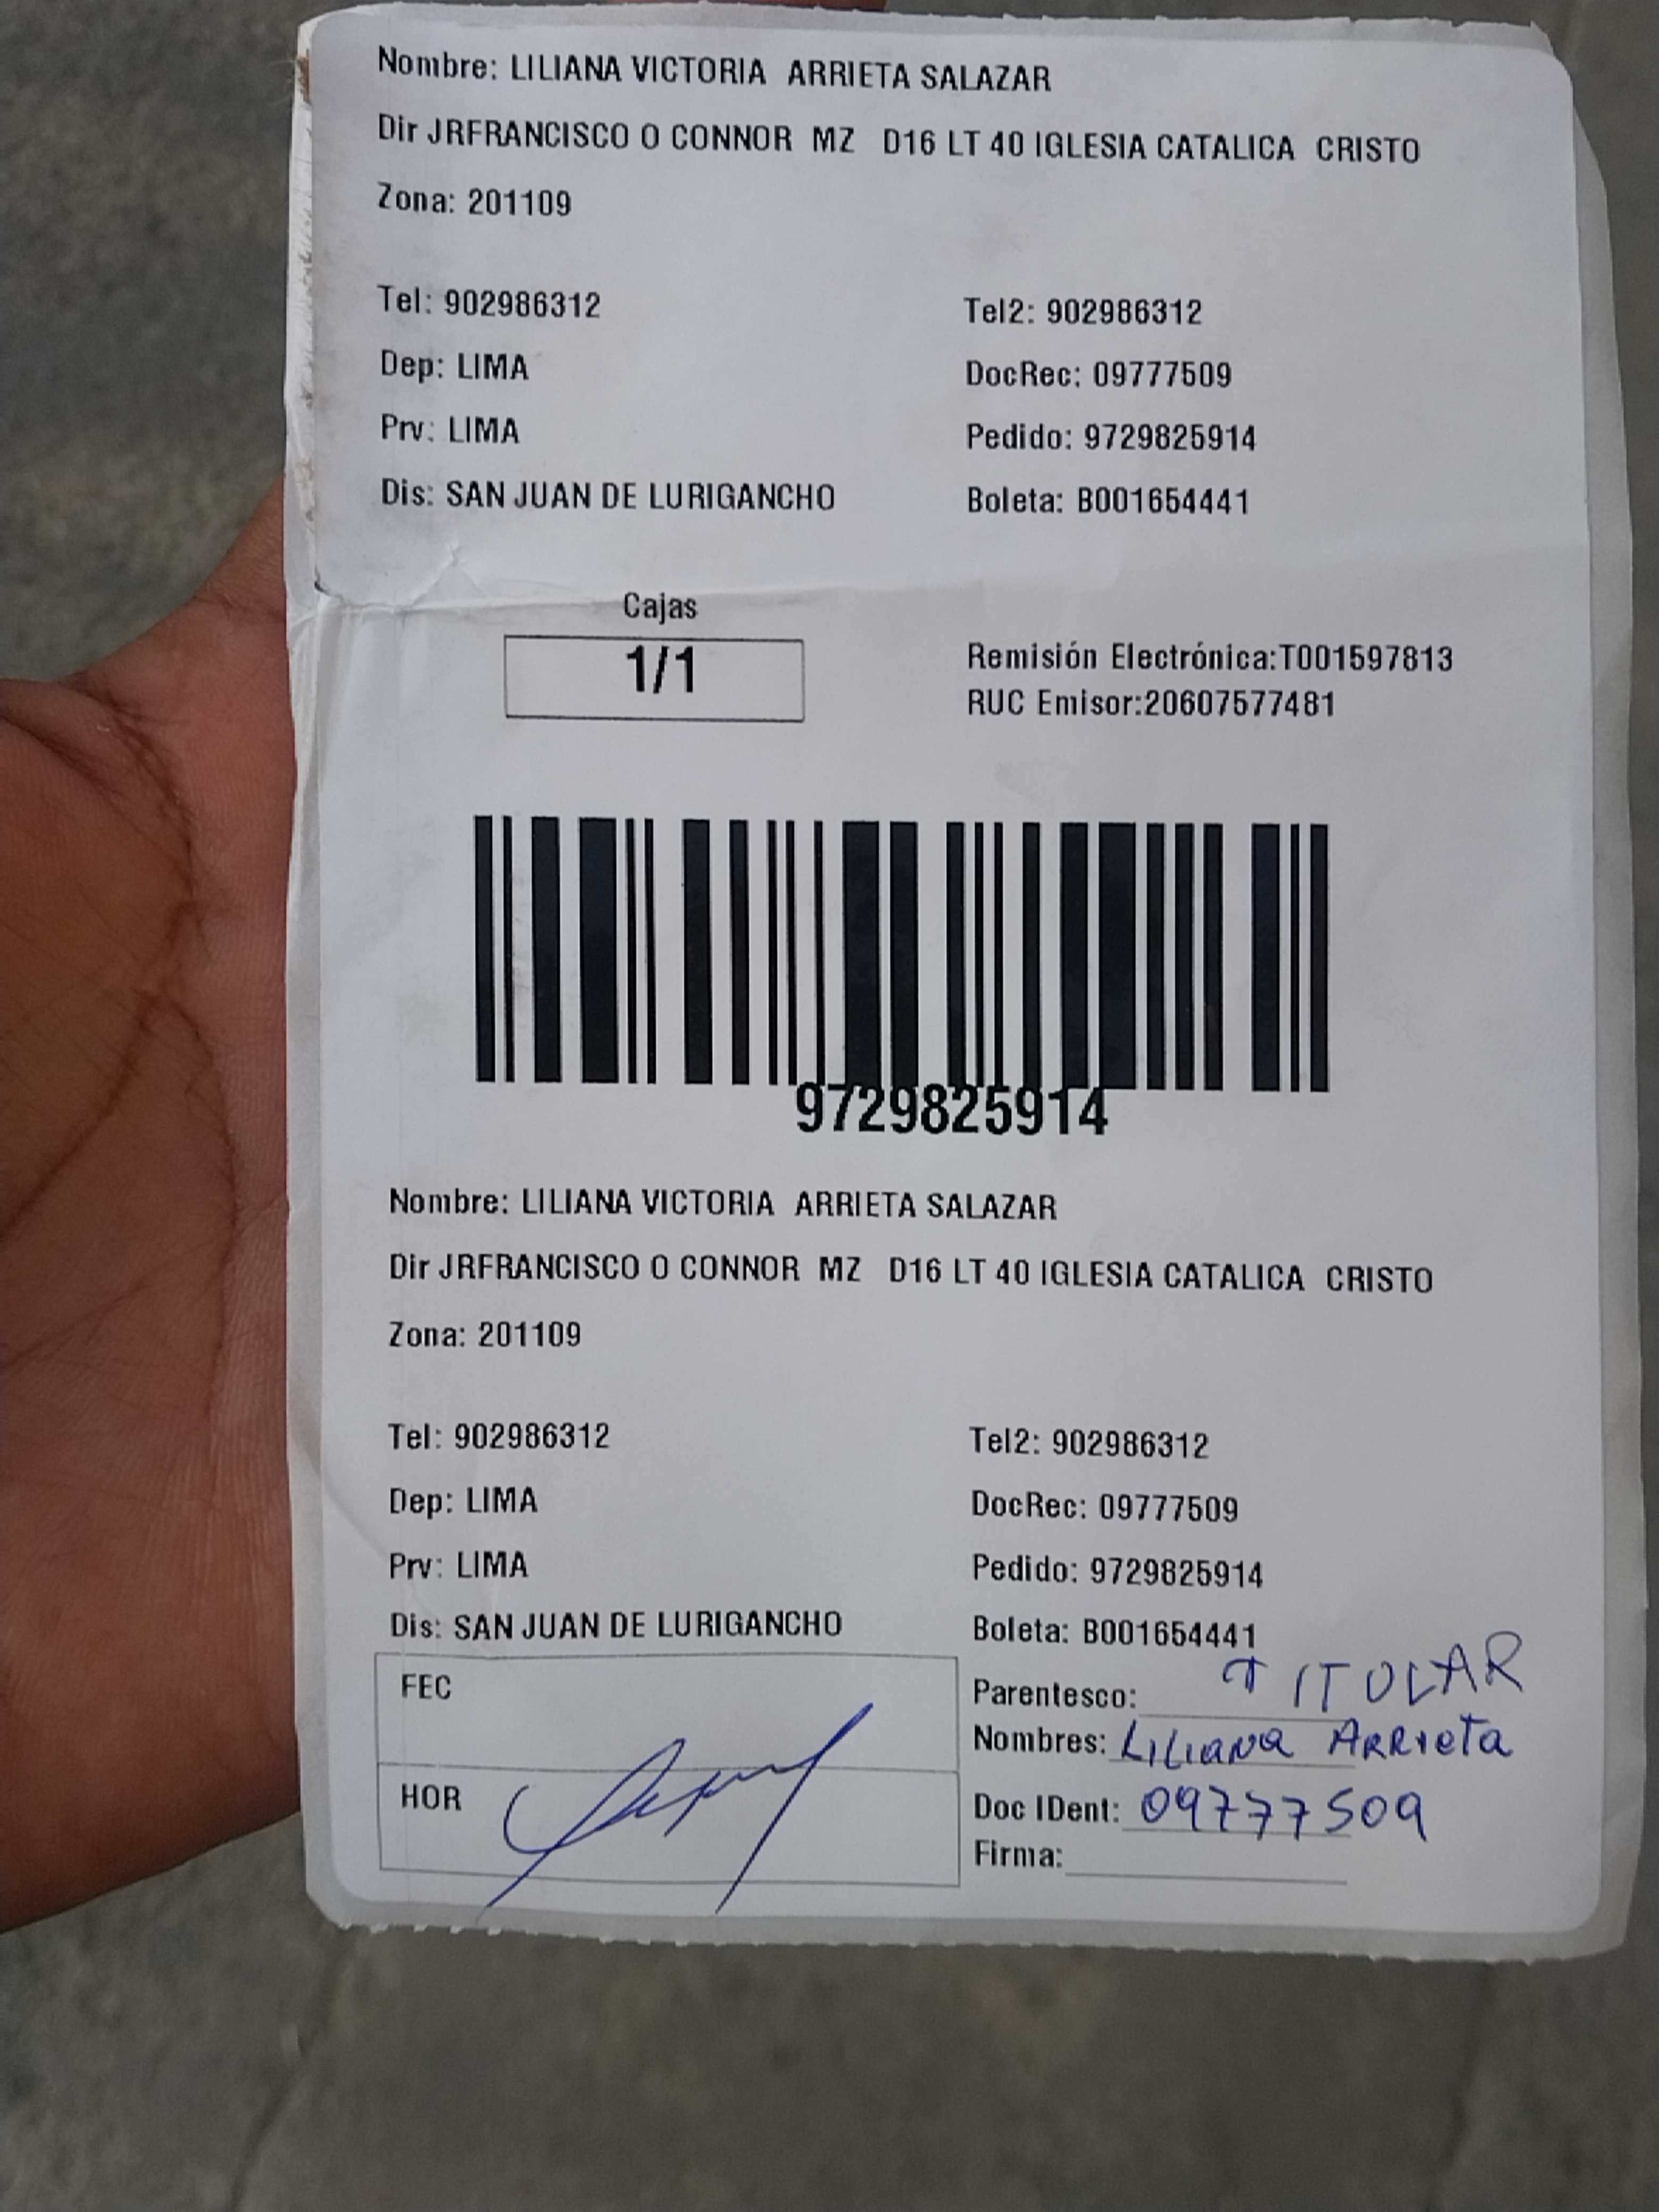 Nombre: LILIANA VICTORIA ARRIETA SALAZAR
Dir JRFRANCISCO O CONNOR MZ D16 LT 40 IGLESIA CATALICA CRISTO
Zona: 201109
Tel: 902986312 Tel2: 902986312
Dep: LIMA DocRec: 09777509
Prv: LIMA Pedido: 9729825914
Dis: SAN JUAN DE LURIGANCHO Boleta: B001654441
Cajas
1/1
Remisión Electrónica:T001597813
RUC Emisor:20607577481
9729825914
Nombre: LILIANA VICTORIA ARRIETA SALAZAR
Dir JRFRANCISCO O CONNOR MZ D16 LT 40 IGLESIA CATALICA CRISTO
Zona: 201109
Tel: 902986312 Tel2: 902986312
Dep: LIMA DocRec: 09777509
Prv: LIMA Pedido: 9729825914
Dis: SAN JUAN DE LURIGANCHO Boleta: B001654441
FEC
HOR
Parentesco: TITOLAR
Nombres: LILIANA ARRIETA
Doc IDent: 09777509
Firma: